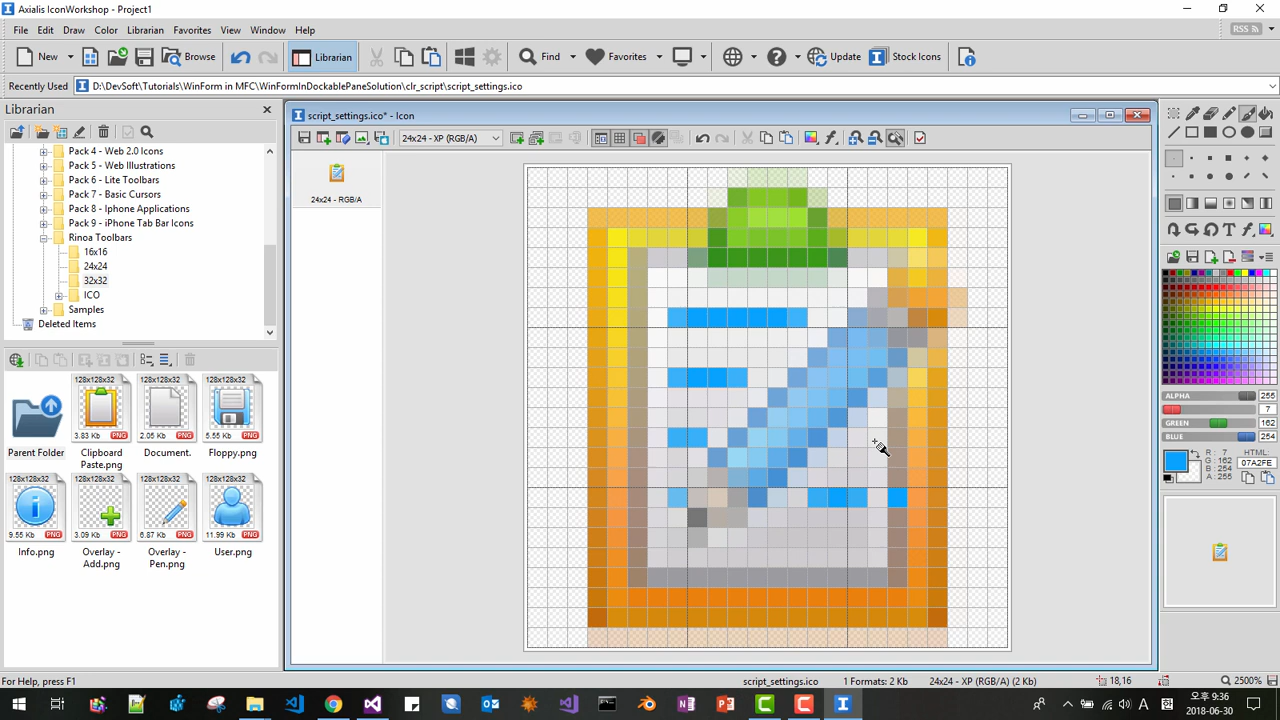 Axialis IconWorkshop - Project1
File Edit Draw Color Librarian Favorites View Window Help
RSS
New Browse Librarian Find Favorites Update Stock Icons
Recently Used D:\DevSoft\Tutorials\WinForm in MFC\WinFormInDockablePaneSolution\clr_script\script_settings.ico
Librarian
script_settings.ico* - Icon
24x24 - XP (RGB/A)
Pack 4 - Web 2.0 Icons
Pack 5 - Web Illustrations
Pack 6 - Lite Toolbars
Pack 7 - Basic Cursors
Pack 8 - Iphone Applications
Pack 9 - iPhone Tab Bar Icons
Rinoa Toolbars
16x16
24x24
32x32
ICO
Samples
Deleted Items
24x24 - RGB/A
128x128x32 128x128x32 128x128x32
3.83 Kb PNG 2.05 Kb PNG 5.55 Kb PNG
Parent Folder Clipboard Paste.png Document. Floppy.png
128x128x32 128x128x32 128x128x32 128x128x32
9.55 Kb PNG 3.09 Kb PNG 6.87 Kb PNG 11.99 Kb PNG
Info.png Overlay - Add.png Overlay - Pen.png User.png
ALPHA 255
7
GREEN 162
BLUE 254
R : 7
G : 162
B : 254
A : 255
HTML:
07A2FE
For Help, press F1 script_settings.ico 1 Formats: 2 Kb 24x24 - XP (RGB/A) (2 Kb) 18,16 2500%
A 오후 9:36
2018-06-30